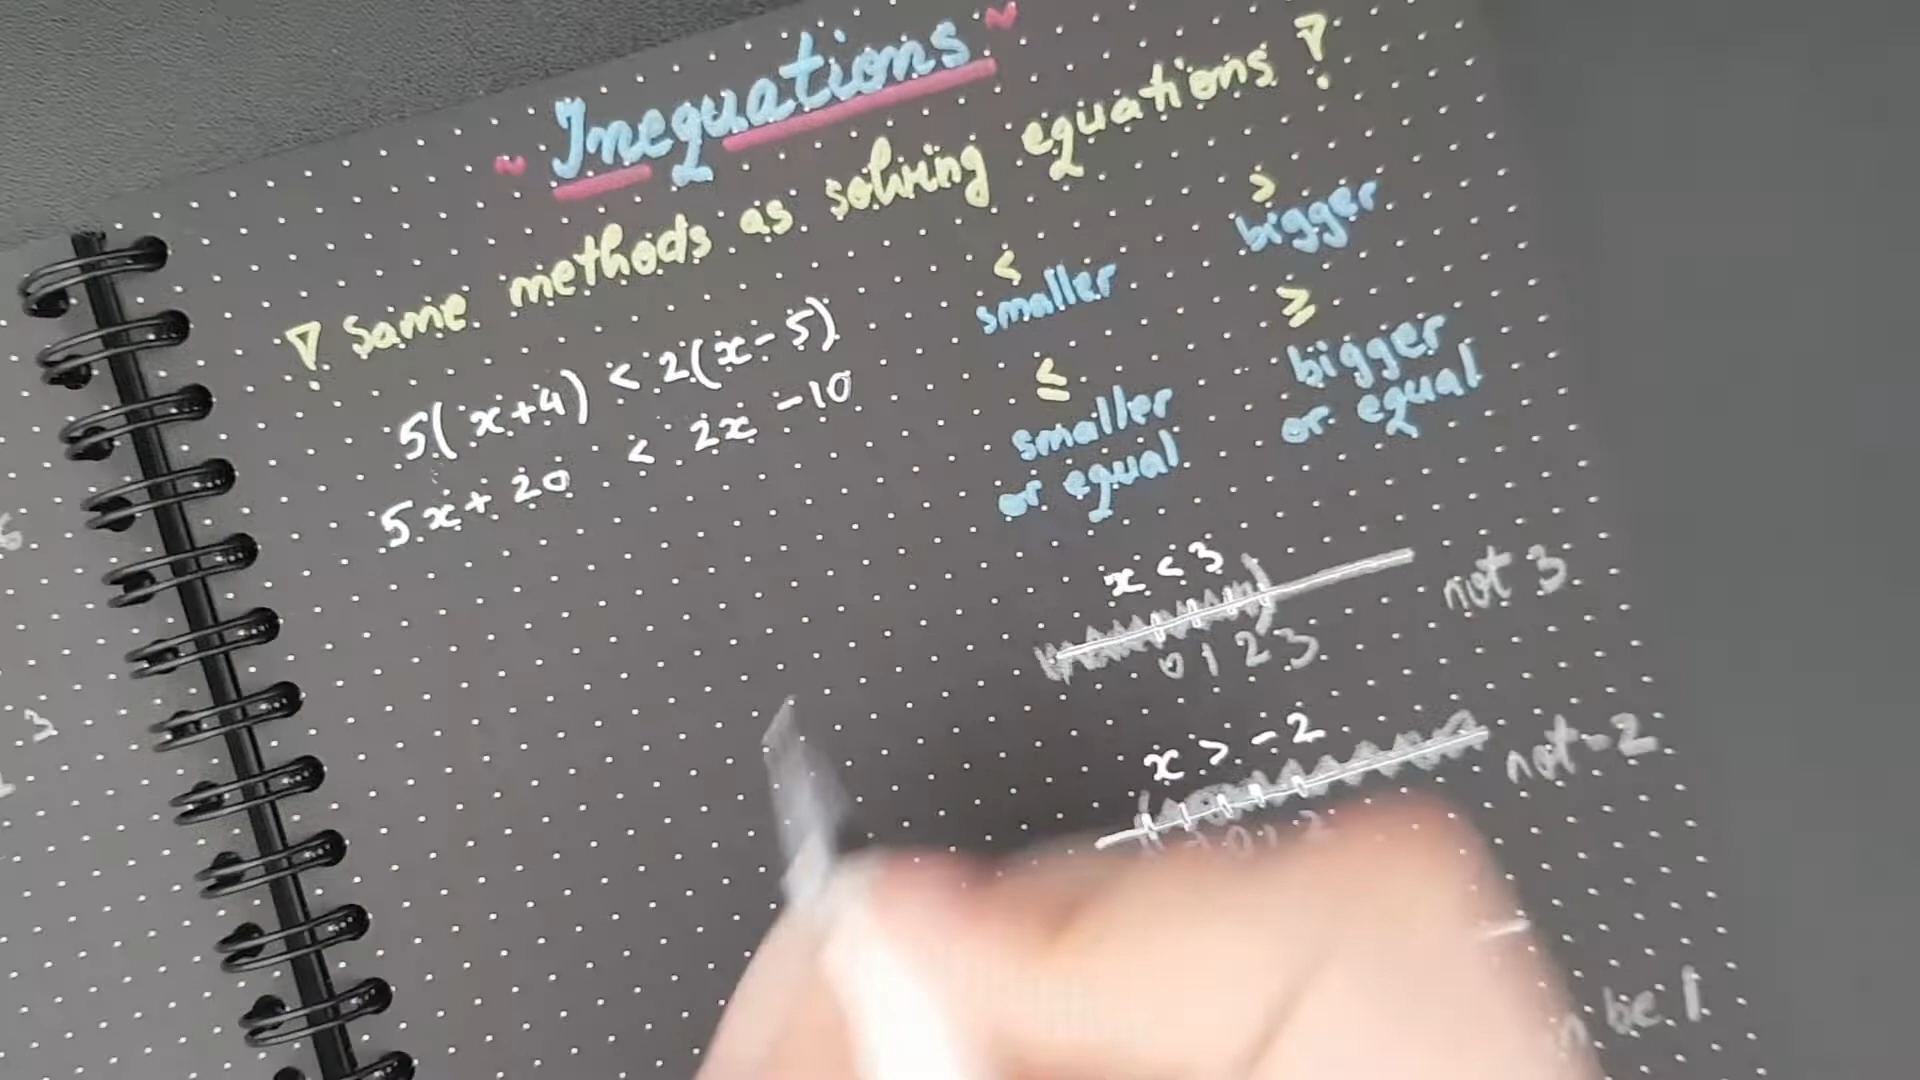 ~ Inequations ~
∇ Same methods as solving equations !
5(x+4) < 2(x-5)
5x+20 < 2x -10
<
smaller
>
bigger
≤
smaller
or equal
≥
bigger
or equal
x < 3
0 1 2 3
not 3
x > -2
not -2
be 1
3